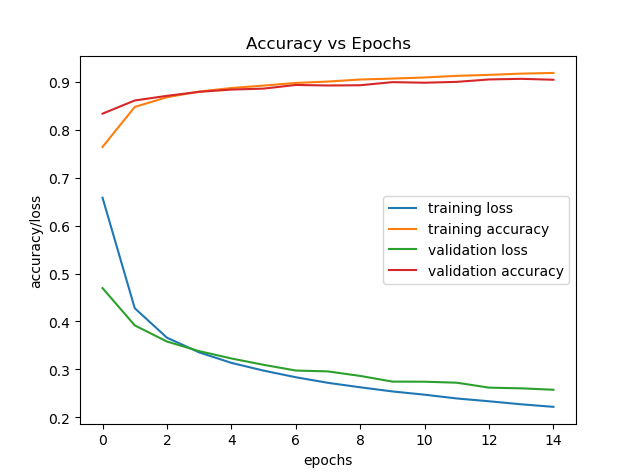 Accuracy vs Epochs
accuracy/loss
0.9
0.8
0.7
0.6
0.5
0.4
0.3
0.2
training loss
training accuracy
validation loss
validation accuracy
0 2 4 6 8 10 12 14
epochs